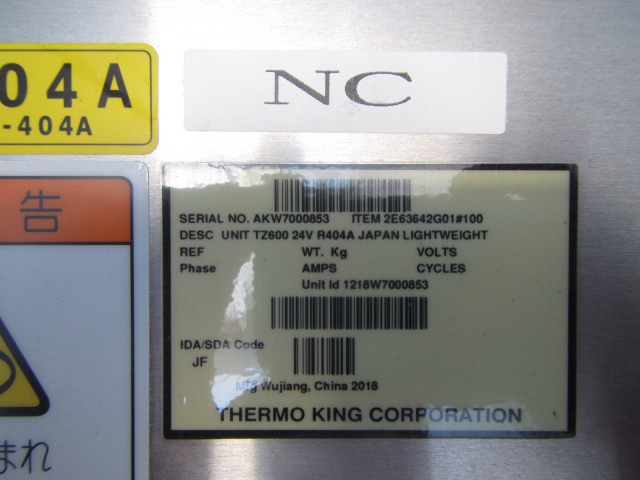 04A
-404A
NC
告
まれ
SERIAL NO. AKW7000853 ITEM 2E63642G01#100
DESC UNIT TZ600 24V R404A JAPAN LIGHTWEIGHT
REF WT. Kg VOLTS
Phase AMPS CYCLES
Unit Id 1218W7000853
IDA/SDA Code
JF
Mfg Wujiang, China 2018
THERMO KING CORPORATION